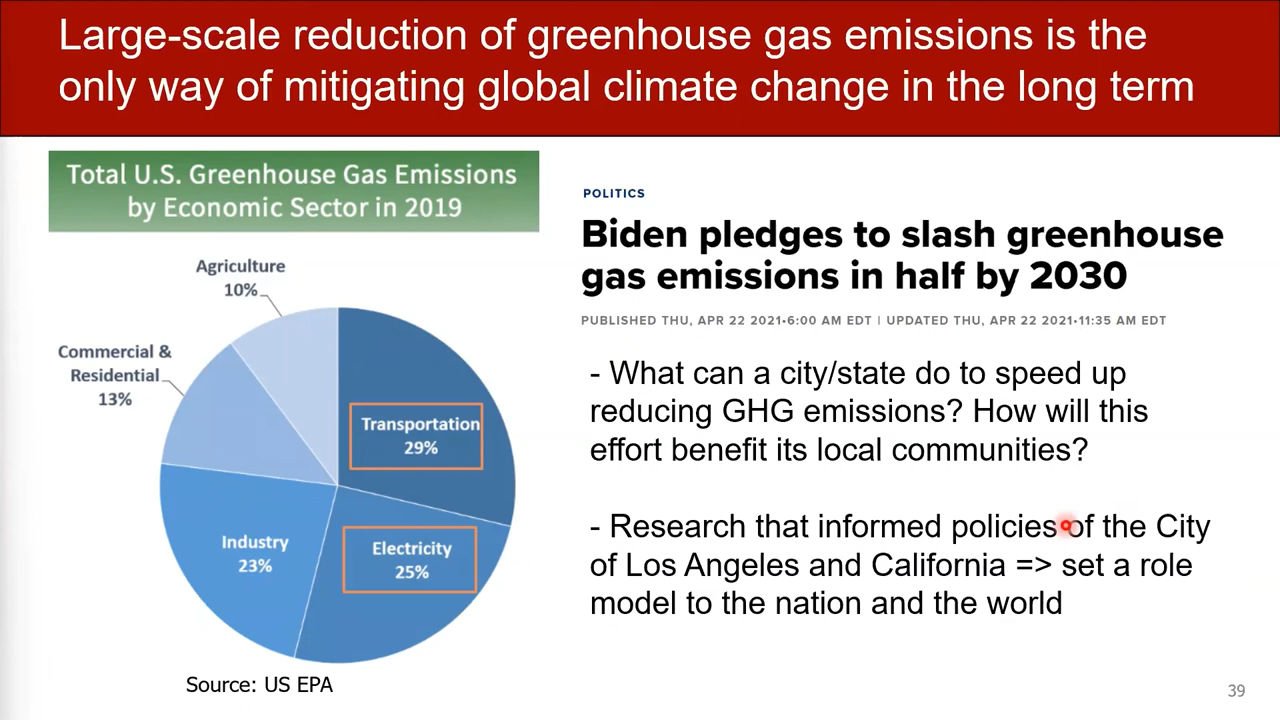 Large-scale reduction of greenhouse gas emissions is the
only way of mitigating global climate change in the long term
Total U.S. Greenhouse Gas Emissions
by Economic Sector in 2019
Agriculture
10%
Commercial &
Residential
13%
Transportation
29%
Industry
23%
Electricity
25%
Source: US EPA
POLITICS
Biden pledges to slash greenhouse
gas emissions in half by 2030
PUBLISHED THU, APR 22 2021•6:00 AM EDT | UPDATED THU, APR 22 2021•11:35 AM EDT
- What can a city/state do to speed up
reducing GHG emissions? How will this
effort benefit its local communities?
- Research that informed policies of the City
of Los Angeles and California => set a role
model to the nation and the world
39